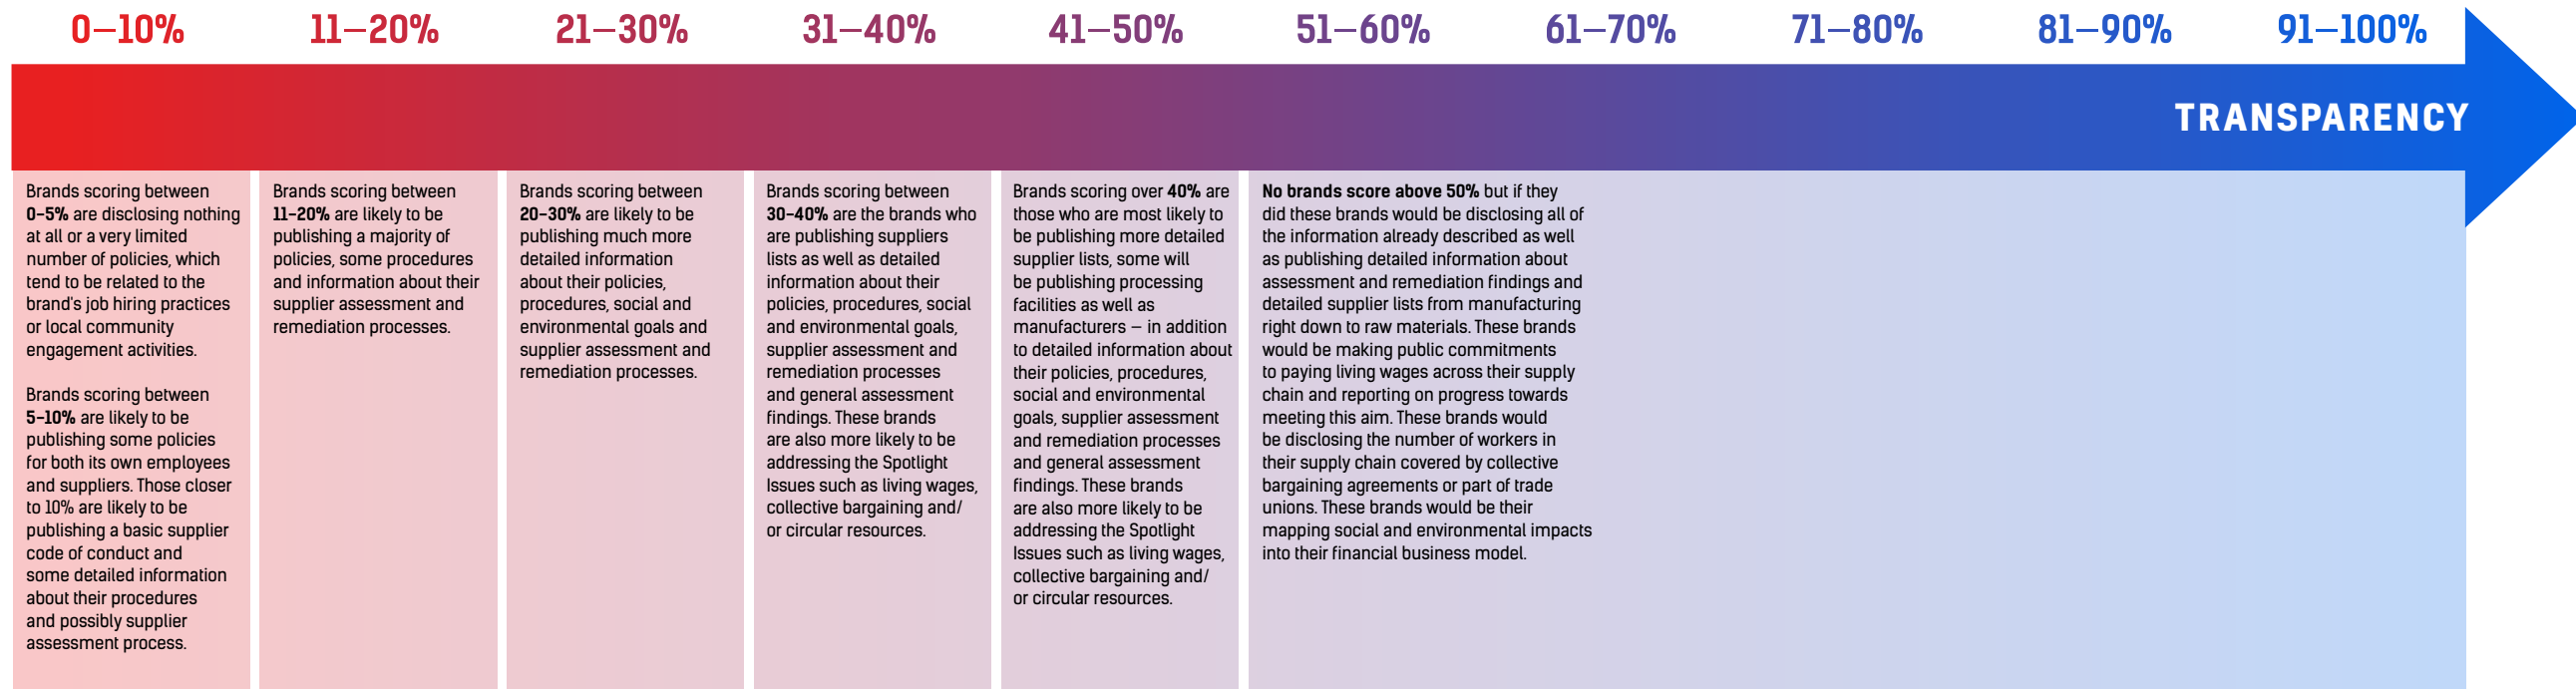 0–10%
11–20%
21–30%
31–40%
41–50%
51–60%
61–70%
71–80%
81–90%
91–100%
TRANSPARENCY
Brands scoring between
0-5% are disclosing nothing
at all or a very limited
number of policies, which
tend to be related to the
brand's job hiring practices
or local community
engagement activities.
Brands scoring between
5-10% are likely to be
publishing some policies
for both its own employees
and suppliers. Those closer
to 10% are likely to be
publishing a basic supplier
code of conduct and
some detailed information
about their procedures
and possibly supplier
assessment process.
Brands scoring between
11-20% are likely to be
publishing a majority of
policies, some procedures
and information about their
supplier assessment and
remediation processes.
Brands scoring between
20-30% are likely to be
publishing much more
detailed information
about their policies,
procedures, social and
environmental goals and
supplier assessment and
remediation processes.
Brands scoring between
30-40% are the brands who
are publishing suppliers
lists as well as detailed
information about their
policies, procedures, social
and environmental goals,
supplier assessment and
remediation processes
and general assessment
findings. These brands
are also more likely to be
addressing the Spotlight
Issues such as living wages,
collective bargaining and/
or circular resources.
Brands scoring over 40% are
those who are most likely to
be publishing more detailed
supplier lists, some will
be publishing processing
facilities as well as
manufacturers – in addition
to detailed information about
their policies, procedures,
social and environmental
goals, supplier assessment
and remediation processes
and general assessment
findings. These brands
are also more likely to be
addressing the Spotlight
Issues such as living wages,
collective bargaining and/
or circular resources.
No brands score above 50% but if they
did these brands would be disclosing all of
the information already described as well
as publishing detailed information about
assessment and remediation findings and
detailed supplier lists from manufacturing
right down to raw materials. These brands
would be making public commitments
to paying living wages across their supply
chain and reporting on progress towards
meeting this aim. These brands would
be disclosing the number of workers in
their supply chain covered by collective
bargaining agreements or part of trade
unions. These brands would be their
mapping social and environmental impacts
into their financial business model.